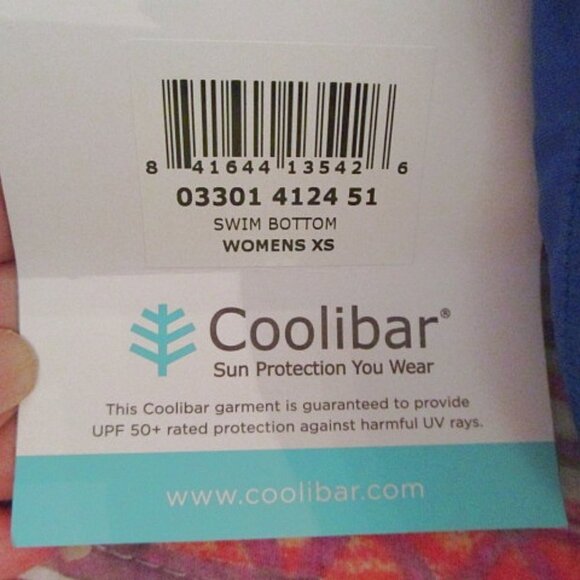 8 41644 13542 6
03301 4124 51
SWIM BOTTOM
WOMENS XS
Coolibar®
Sun Protection You Wear
This Coolibar garment is guaranteed to provide
UPF 50+ rated protection against harmful UV rays.
www.coolibar.com